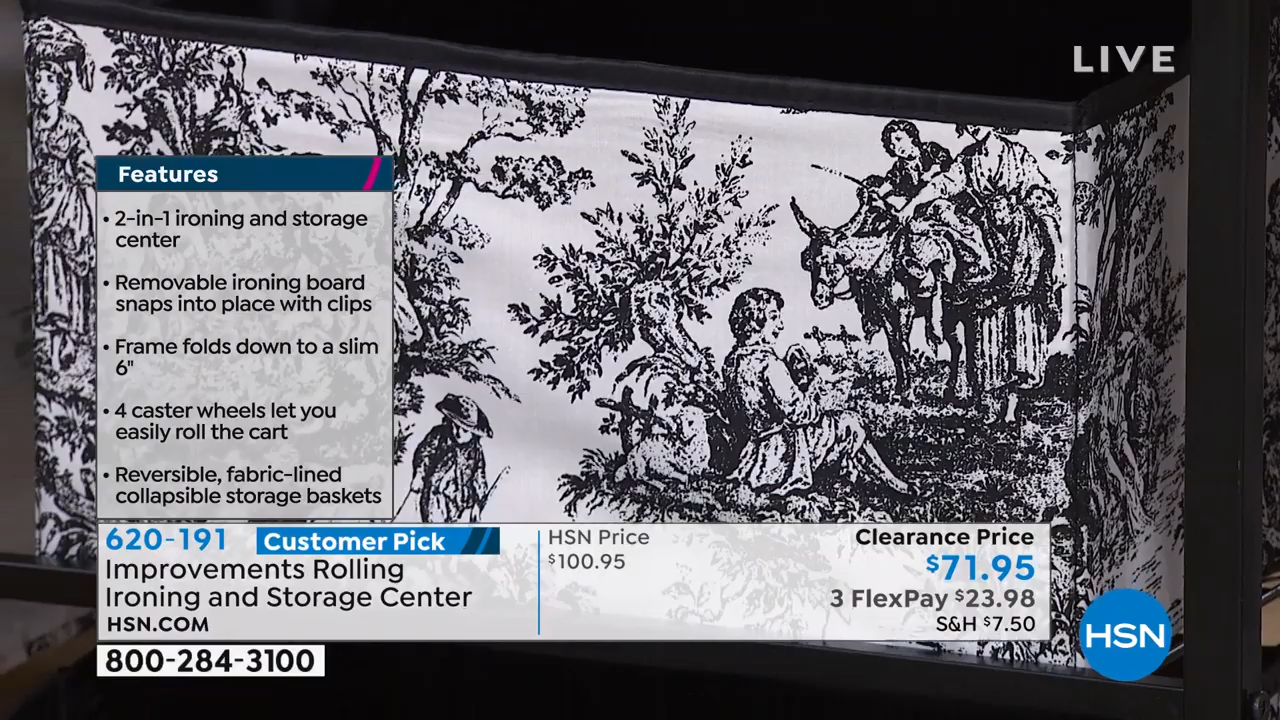 LIVE
Features
• 2-in-1 ironing and storage
center
• Removable ironing board
snaps into place with clips
• Frame folds down to a slim
6"
• 4 caster wheels let you
easily roll the cart
• Reversible, fabric-lined
collapsible storage baskets
620-191 Customer Pick
Improvements Rolling
Ironing and Storage Center
HSN.COM
HSN Price
$100.95
Clearance Price
$71.95
3 FlexPay $23.98
S&H $7.50
HSN
800-284-3100